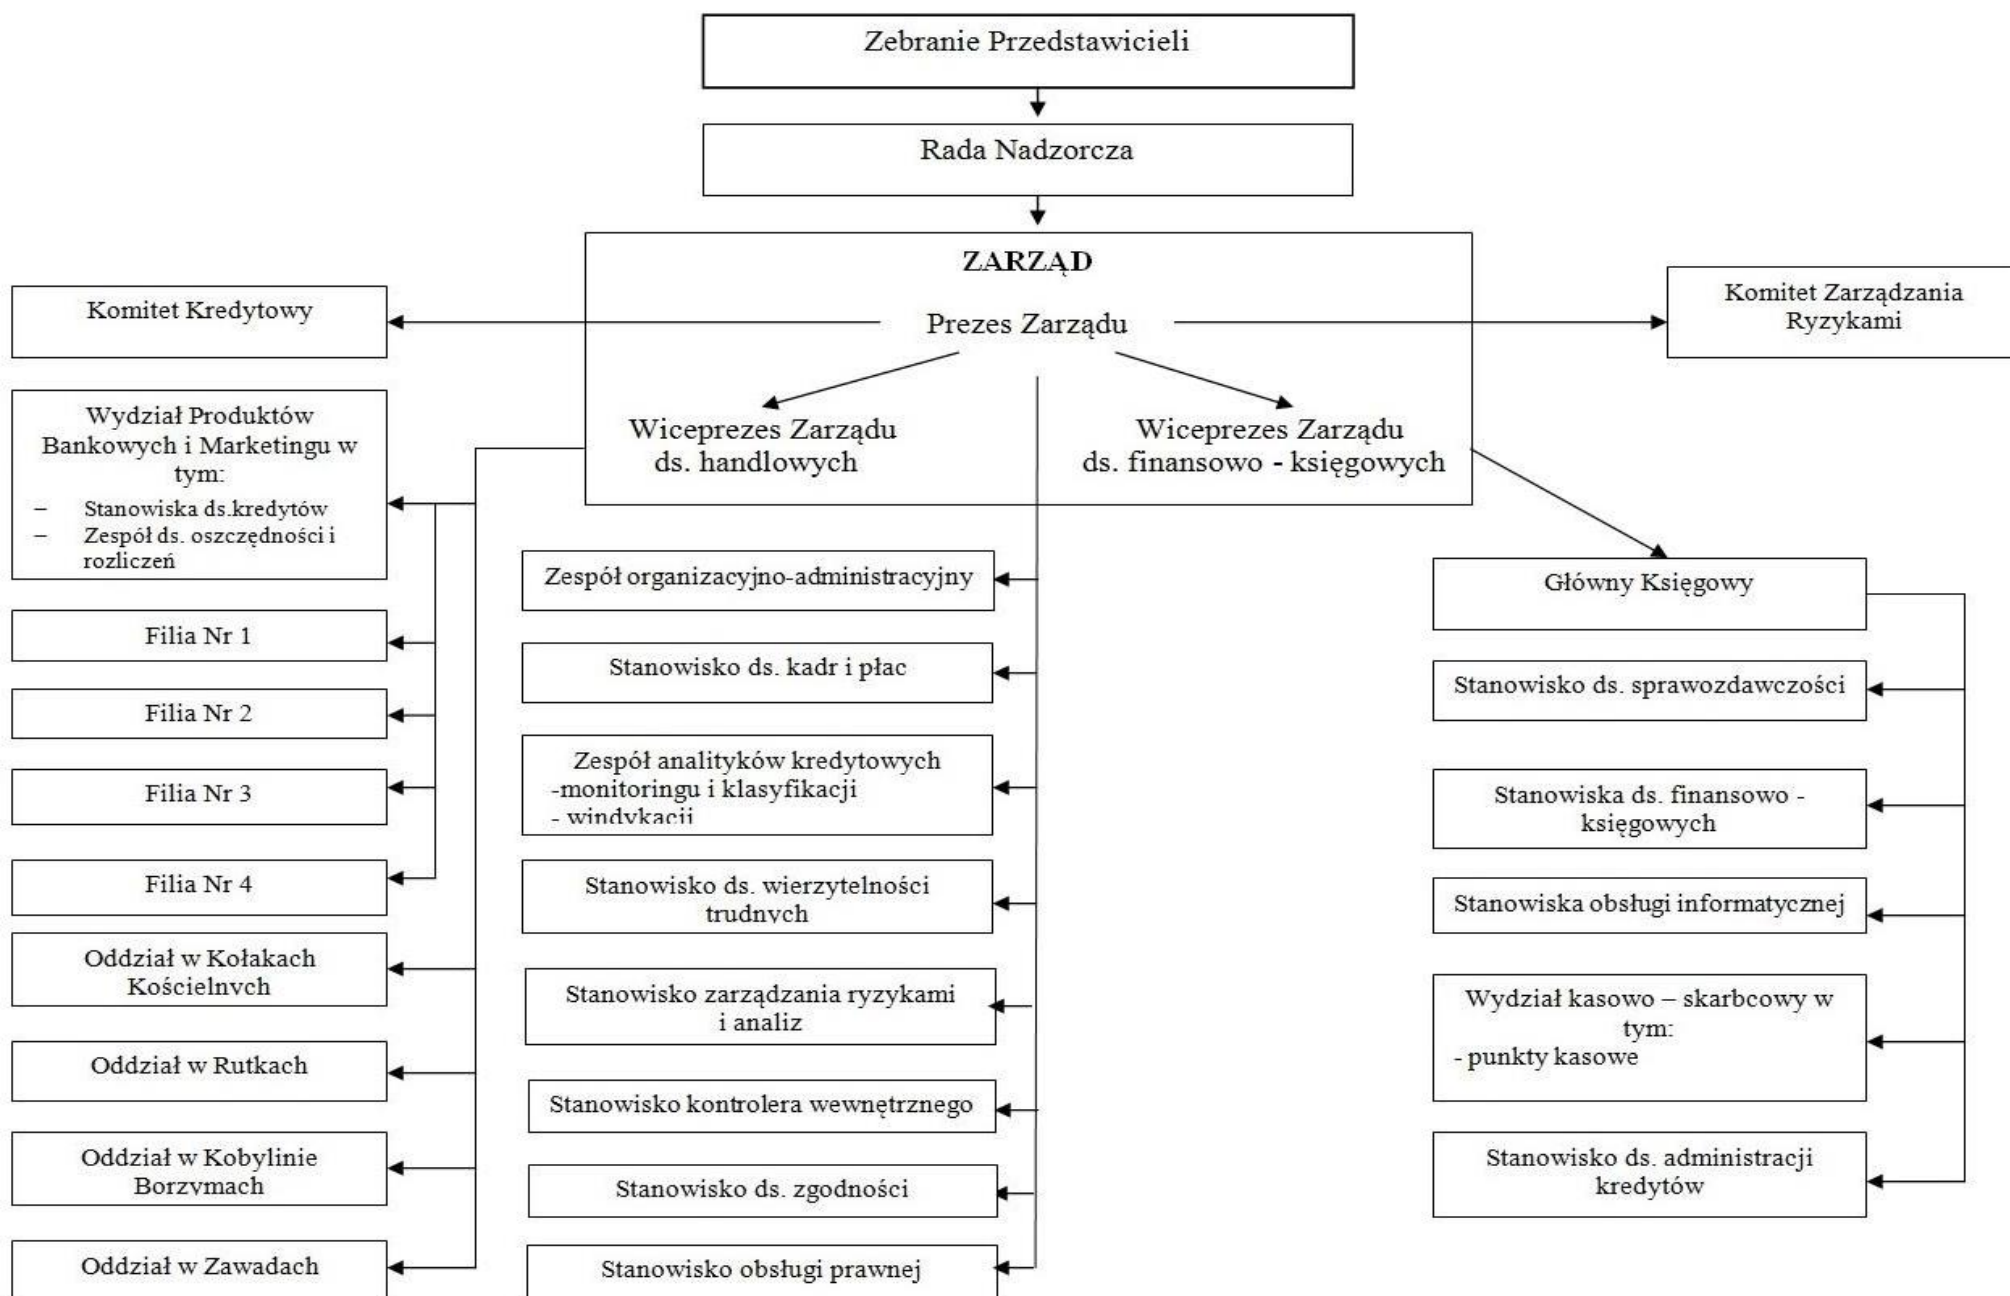 Zebranie Przedstawicieli
Rada Nadzorcza
ZARZĄD
Prezes Zarządu
Wiceprezes Zarządu
ds. handlowych
Wiceprezes Zarządu
ds. finansowo - księgowych
Komitet Kredytowy
Komitet Zarządzania
Ryzykami
Wydział Produktów
Bankowych i Marketingu w
tym:
– Stanowiska ds.kredytów
– Zespół ds. oszczędności i
rozliczeń
Filia Nr 1
Filia Nr 2
Filia Nr 3
Filia Nr 4
Oddział w Kołakach
Kościelnych
Oddział w Rutkach
Oddział w Kobylinie
Borzymach
Oddział w Zawadach
Zespół organizacyjno-administracyjny
Stanowisko ds. kadr i płac
Zespół analityków kredytowych
-monitoringu i klasyfikacji
- windykacji
Stanowisko ds. wierzytelności
trudnych
Stanowisko zarządzania ryzykami
i analiz
Stanowisko kontrolera wewnętrznego
Stanowisko ds. zgodności
Stanowisko obsługi prawnej
Główny Księgowy
Stanowisko ds. sprawozdawczości
Stanowiska ds. finansowo -
księgowych
Stanowiska obsługi informatycznej
Wydział kasowo – skarbcowy w
tym:
- punkty kasowe
Stanowisko ds. administracji
kredytów